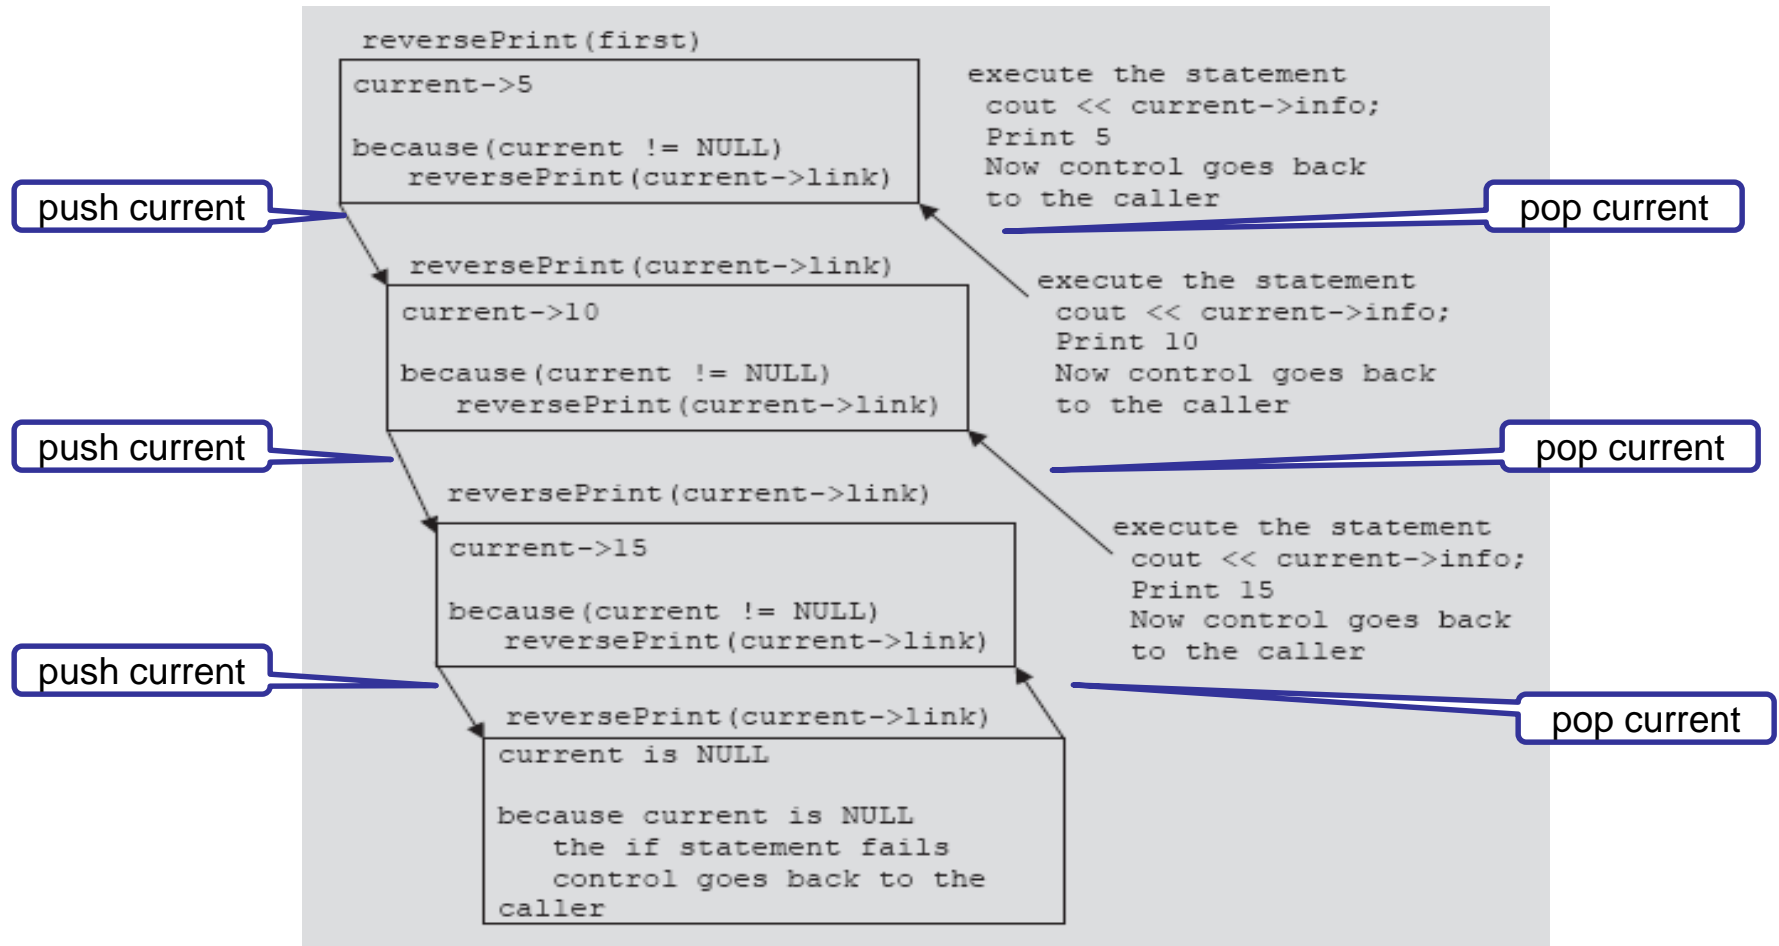 reversePrint(first)
current->5
because(current != NULL)
reversePrint(current->link)
execute the statement
cout << current->info;
Print 5
Now control goes back
to the caller
push current
pop current
reversePrint(current->link)
current->10
because(current != NULL)
reversePrint(current->link)
execute the statement
cout << current->info;
Print 10
Now control goes back
to the caller
push current
pop current
reversePrint(current->link)
current->15
because(current != NULL)
reversePrint(current->link)
execute the statement
cout << current->info;
Print 15
Now control goes back
to the caller
push current
pop current
reversePrint(current->link)
current is NULL
because current is NULL
the if statement fails
control goes back to the
caller